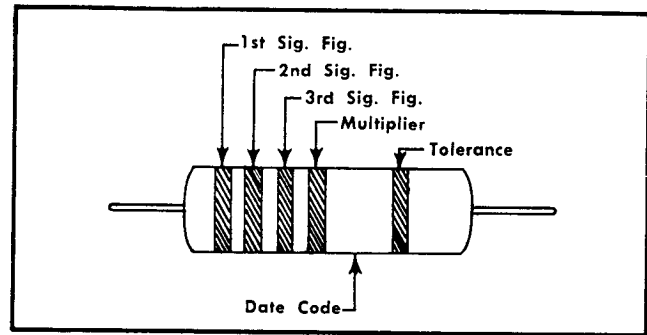 1st Sig. Fig.
2nd Sig. Fig.
3rd Sig. Fig.
Multiplier
Tolerance
Date Code